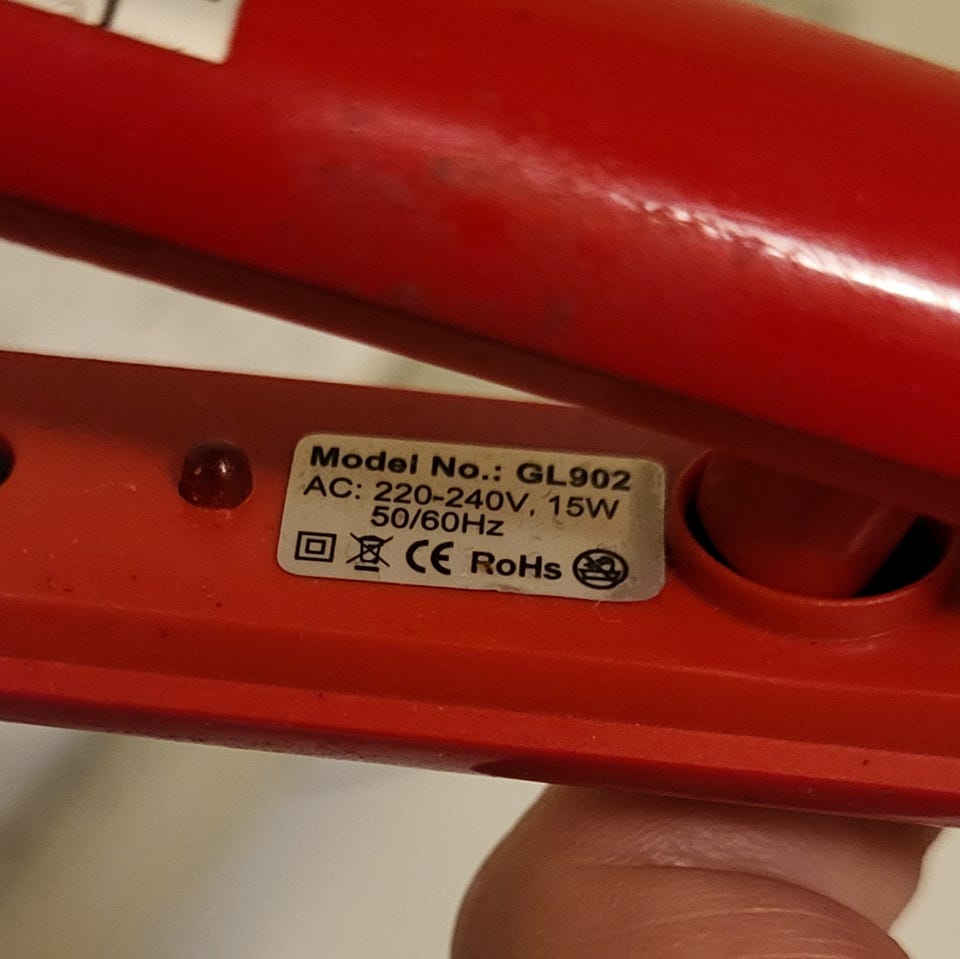 Model No.: GL902
AC: 220-240V, 15W
50/60Hz
CE RoHs